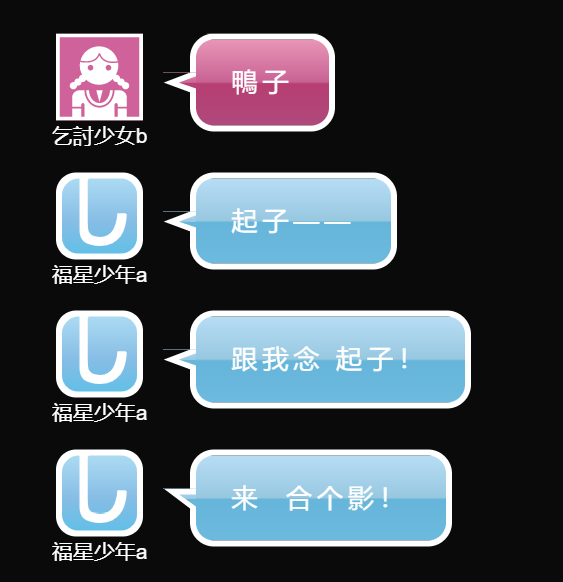 鴨子
乞討少女b
起子——
福星少年a
跟我念 起子！
福星少年a
来 合个影！
福星少年a